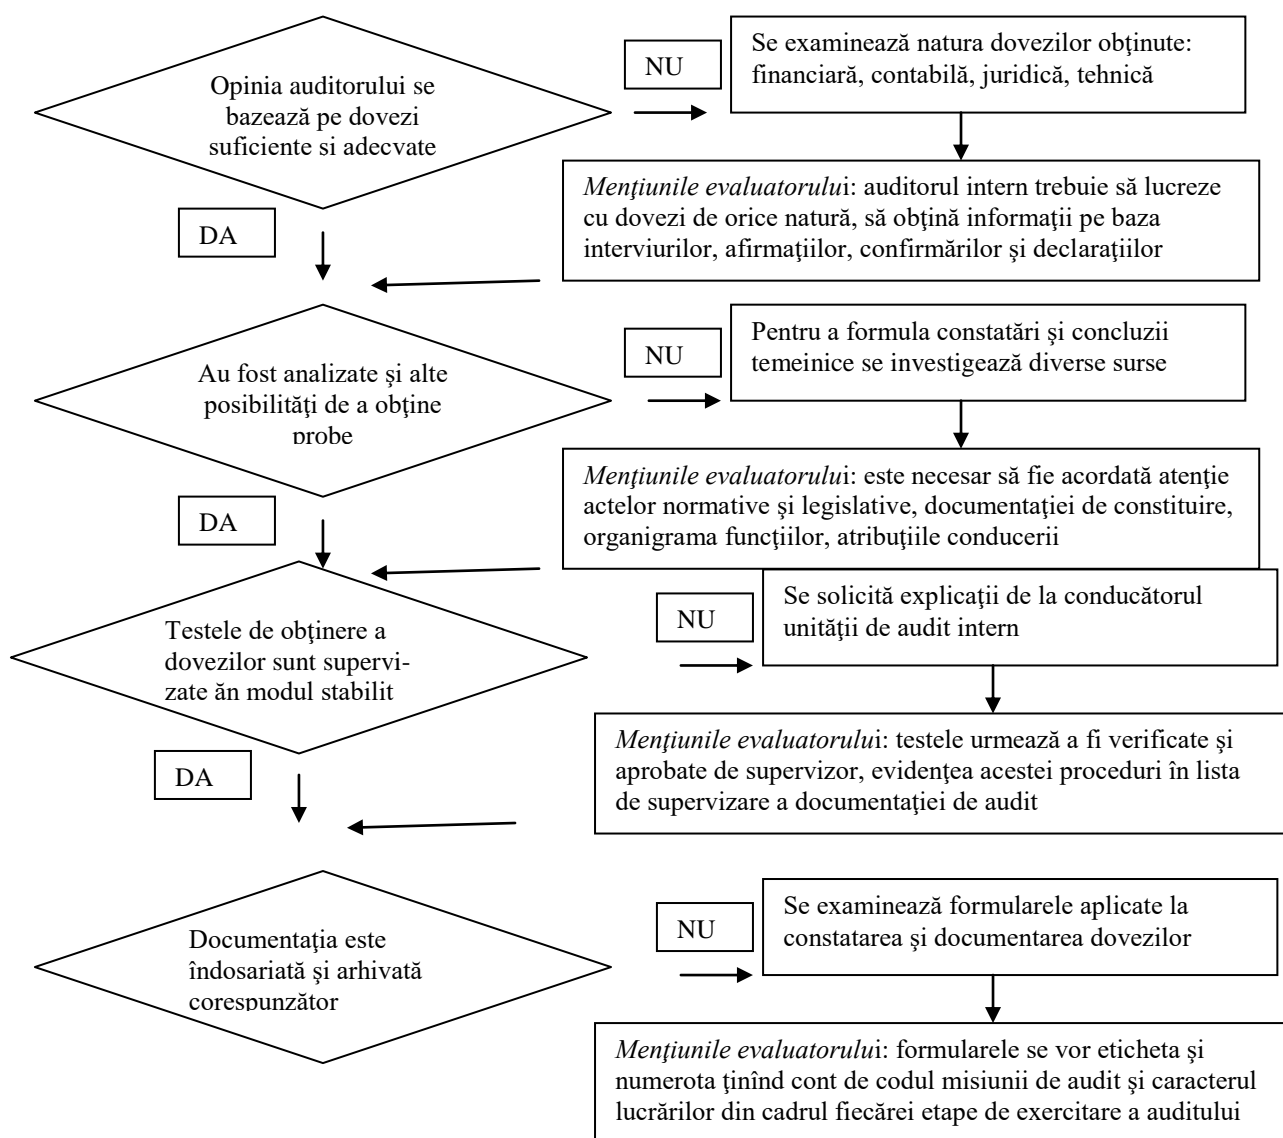 Opinia auditorului se
bazează pe dovezi
suficiente si adecvate
NU
Se examinează natura dovezilor obţinute:
financiară, contabilă, juridică, tehnică
Menţiunile evaluatorului: auditorul intern trebuie să lucreze
cu dovezi de orice natură, să obţină informaţii pe baza
interviurilor, afirmaţiilor, confirmărilor şi declaraţiilor
DA
Au fost analizate şi alte
posibilităţi de a obţine
probe
NU
Pentru a formula constatări şi concluzii
temeinice se investigează diverse surse
Menţiunile evaluatorului: este necesar să fie acordată atenţie
actelor normative şi legislative, documentaţiei de constituire,
organigrama funcţiilor, atribuţiile conducerii
DA
Testele de obţinere a
dovezilor sunt supervi-
zate ăn modul stabilit
NU
Se solicită explicaţii de la conducătorul
unităţii de audit intern
Menţiunile evaluatorului: testele urmează a fi verificate şi
aprobate de supervizor, evidenţea acestei proceduri în lista
de supervizare a documentaţiei de audit
DA
Documentaţia este
îndosariată şi arhivată
corespunzător
NU
Se examinează formularele aplicate la
constatarea şi documentarea dovezilor
Menţiunile evaluatorului: formularele se vor eticheta şi
numerota ţinînd cont de codul misiunii de audit şi caracterul
lucrărilor din cadrul fiecărei etape de exercitare a auditului